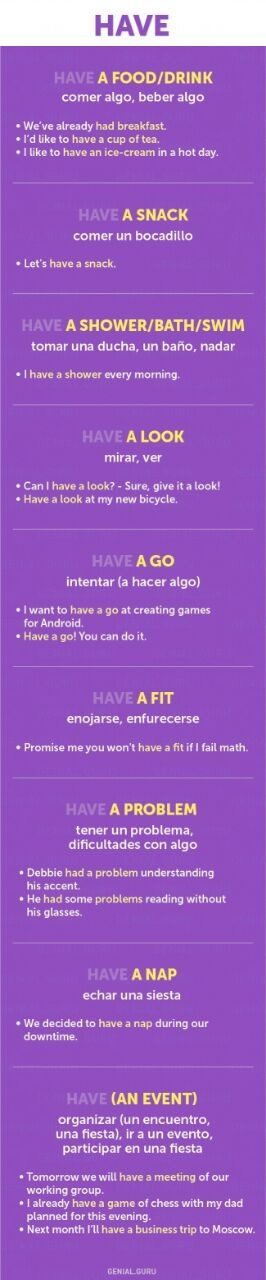 HAVE
HAVE A FOOD/DRINK
comer algo, beber algo
• We've already had breakfast.
• I'd like to have a cup of tea.
• I like to have an ice-cream in a hot day.
HAVE A SNACK
comer un bocadillo
• Let's have a snack.
HAVE A SHOWER/BATH/SWIM
tomar una ducha, un baño, nadar
• I have a shower every morning.
HAVE A LOOK
mirar, ver
• Can I have a look? - Sure, give it a look!
• Have a look at my new bicycle.
HAVE A GO
intentar (a hacer algo)
• I want to have a go at creating games
for Android.
• Have a go! You can do it.
HAVE A FIT
enojarse, enfurecerse
• Promise me you won't have a fit if I fail math.
HAVE A PROBLEM
tener un problema,
dificultades con algo
• Debbie had a problem understanding
his accent.
• He had some problems reading without
his glasses.
HAVE A NAP
echar una siesta
• We decided to have a nap during our
downtime.
HAVE (AN EVENT)
organizar (un encuentro,
una fiesta), ir a un evento,
participar en una fiesta
• Tomorrow we will have a meeting of our
working group.
• I already have a game of chess with my dad
planned for this evening.
• Next month I'll have a business trip to Moscow.
GENIAL.GURU